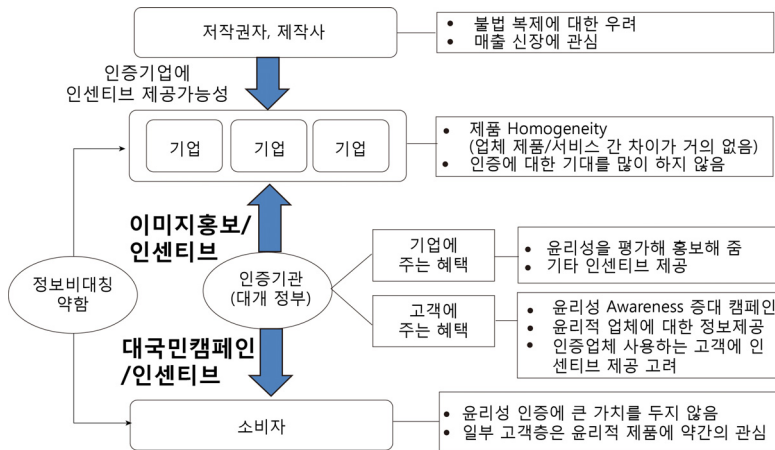 저작권자, 제작사
• 불법 복제에 대한 우려
• 매출 신장에 관심
인증기업에
인센티브 제공가능성
기업
기업
기업
• 제품 Homogeneity
(업체 제품/서비스 간 차이가 거의 없음)
• 인증에 대한 기대를 많이 하지 않음
이미지홍보/
인센티브
정보비대칭
약함
인증기관
(대개 정부)
기업에
주는 혜택
• 윤리성을 평가해 홍보해 줌
• 기타 인센티브 제공
고객에
주는 혜택
• 윤리성 Awareness 증대 캠페인
• 윤리적 업체에 대한 정보제공
• 인증업체 사용하는 고객에 인
센티브 제공 고려
대국민캠페인
/인센티브
소비자
• 윤리성 인증에 큰 가치를 두지 않음
• 일부 고객층은 윤리적 제품에 약간의 관심